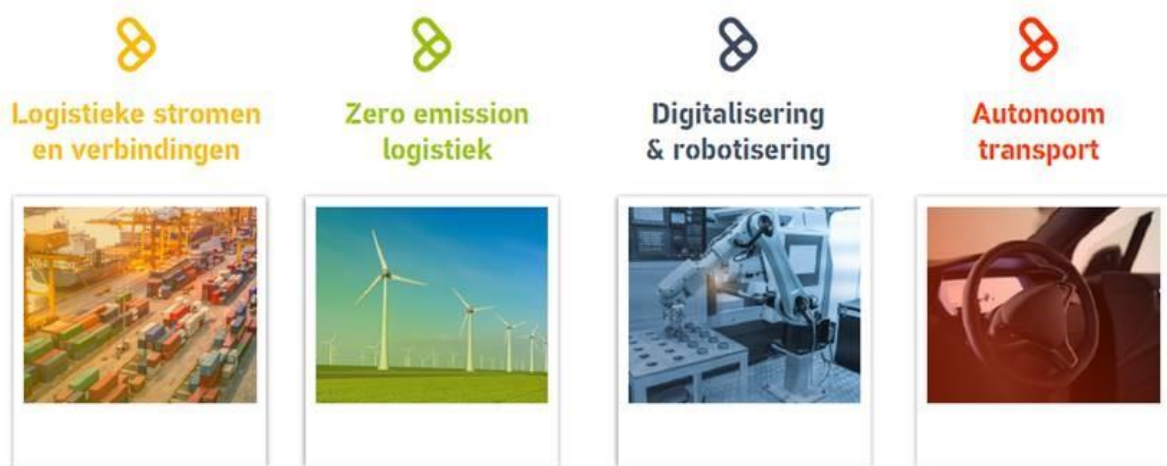 Logistieke stromen
en verbindingen
Zero emission
logistiek
Digitalisering
& robotisering
Autonoom
transport